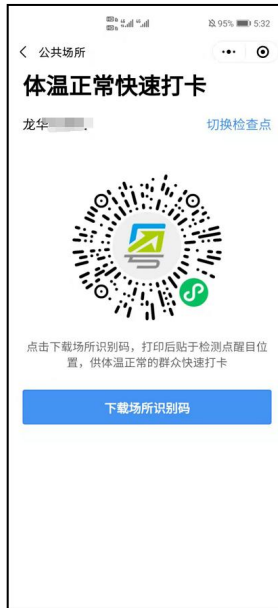 95% 5:32
公共场所
体温正常快速打卡
龙华
切换检查点
点击下载场所识别码，打印后贴于检测点醒目位
置，供体温正常的群众快速打卡
下载场所识别码